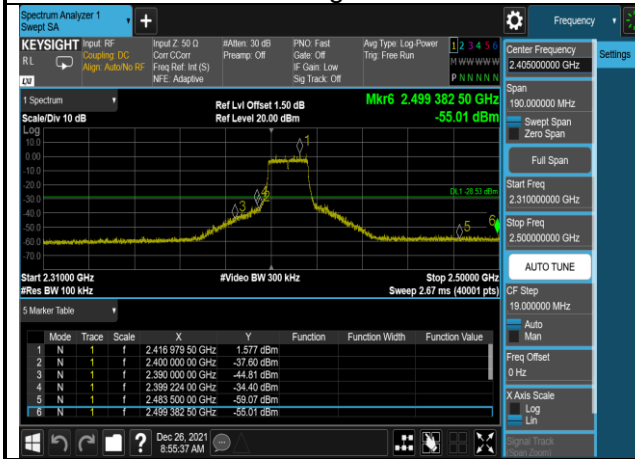 Spectrum Analyzer 1
Swept SA
+
Frequency
KEYSIGHT
RL
LXI
Input: RF
Coupling: DC
Align: Auto/No RF
Input Z: 50 Ω
Corr CCorr
Freq Ref: Int (S)
NFE: Adaptive
#Atten: 30 dB
Preamp: Off
PNO: Fast
Gate: Off
IF Gain: Low
Sig Track: Off
Avg Type: Log-Power
Trig: Free Run
1 2 3 4 5 6
M W W W W W
P N N N N N
1 Spectrum
Scale/Div 10 dB
Ref Lvl Offset 1.50 dB
Ref Level 20.00 dBm
Mkr6 2.499 382 50 GHz
-55.01 dBm
Log
10.0
0.00
-10.0
-20.0
-30.0
-40.0
-50.0
-60.0
-70.0
1
3
5
6
DL1 -28.53 dBm
Start 2.31000 GHz
#Res BW 100 kHz
#Video BW 300 kHz
Stop 2.50000 GHz
Sweep 2.67 ms (40001 pts)
5 Marker Table
Mode Trace Scale X Y Function Function Width Function Value
1 N 1 f 2.416 979 50 GHz 1.577 dBm
2 N 1 f 2.400 000 00 GHz -37.60 dBm
3 N 1 f 2.390 000 00 GHz -44.81 dBm
4 N 1 f 2.399 224 00 GHz -34.40 dBm
5 N 1 f 2.483 500 00 GHz -59.07 dBm
6 N 1 f 2.499 382 50 GHz -55.01 dBm
?
Dec 26, 2021
8:55:37 AM
Center Frequency
2.405000000 GHz
Settings
Span
190.000000 MHz
Swept Span
Zero Span
Full Span
Start Freq
2.310000000 GHz
Stop Freq
2.500000000 GHz
AUTO TUNE
CF Step
19.000000 MHz
Auto
Man
Freq Offset
0 Hz
X Axis Scale
Log
Lin
Signal Track
(Span Zoom)